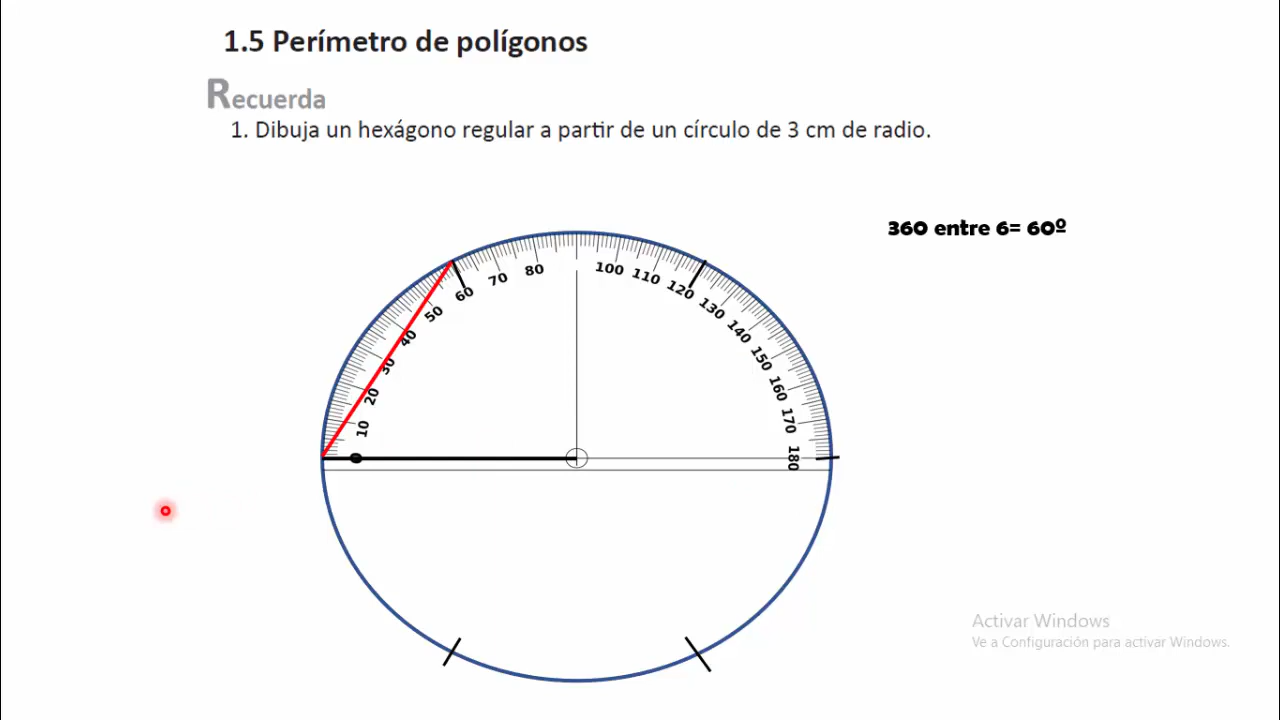 1.5 Perímetro de polígonos
Recuerda
1. Dibuja un hexágono regular a partir de un círculo de 3 cm de radio.
360 entre 6= 60º
0 10 20 30 40 50 60 70 80 100 110 120 130 140 150 160 170 180
Activar Windows
Ve a Configuración para activar Windows.